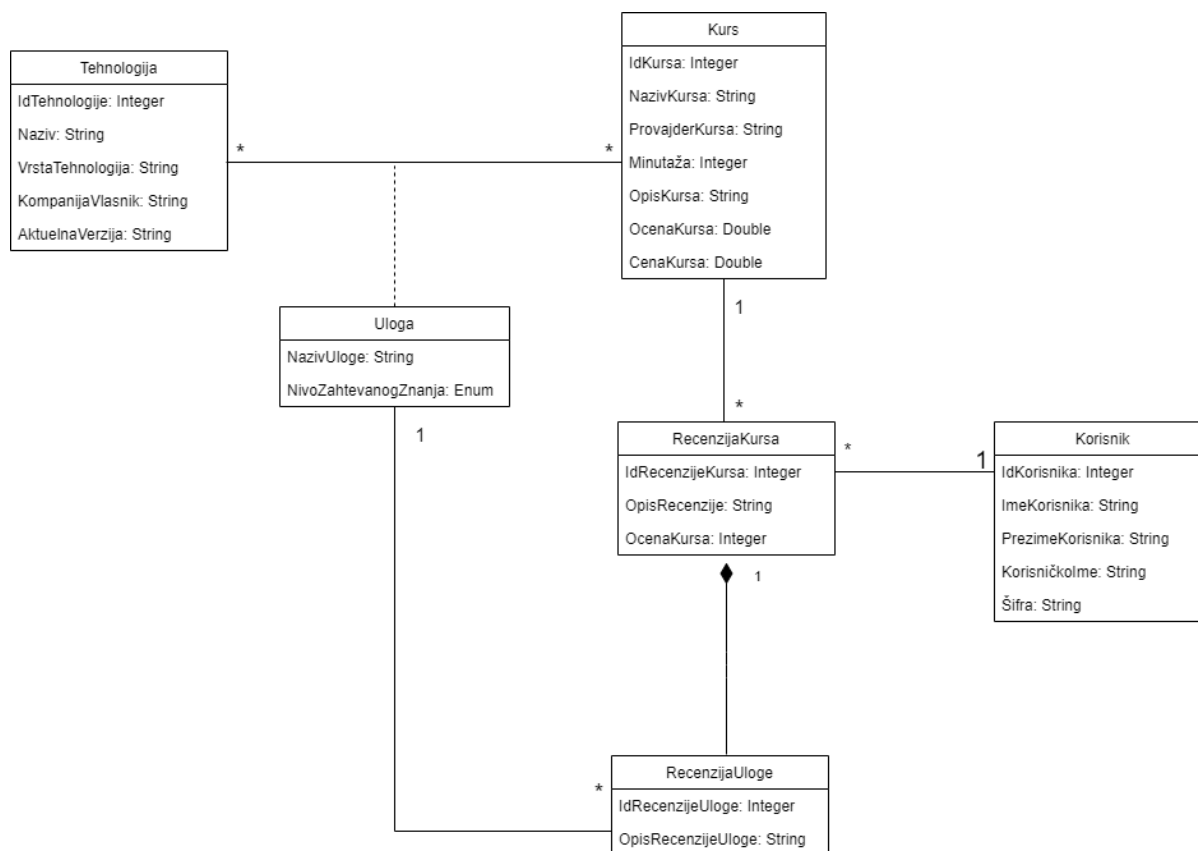 Tehnologija
IdTehnologije: Integer
Naziv: String
VrstaTehnologija: String
KompanijaVlasnik: String
AktuelnaVerzija: String
*
*
Kurs
IdKursa: Integer
NazivKursa: String
ProvajderKursa: String
Minutaža: Integer
OpisKursa: String
OcenaKursa: Double
CenaKursa: Double
1
*
Uloga
NazivUloge: String
NivoZahtevanogZnanja: Enum
1
*
RecenzijaKursa
IdRecenzijeKursa: Integer
OpisRecenzije: String
OcenaKursa: Integer
*
1
1
Korisnik
IdKorisnika: Integer
ImeKorisnika: String
PrezimeKorisnika: String
KorisničkoIme: String
Šifra: String
RecenzijaUloge
IdRecenzijeUloge: Integer
OpisRecenzijeUloge: String